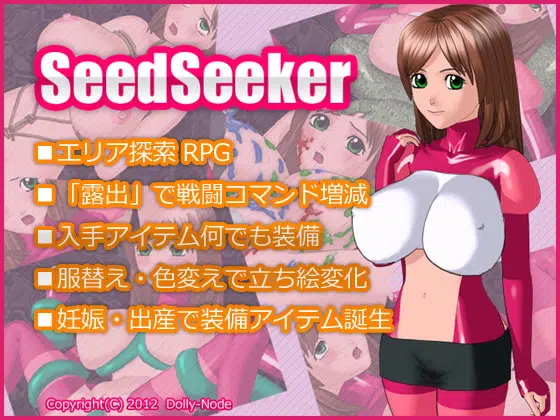 SeedSeeker
■エリア探索RPG
■「露出」で戦闘コマンド増減
■入手アイテム何でも装備
■服替え・色変えで立ち絵変化
■妊娠・出産で装備アイテム誕生
Copyright(C) 2012 Dolly-Node